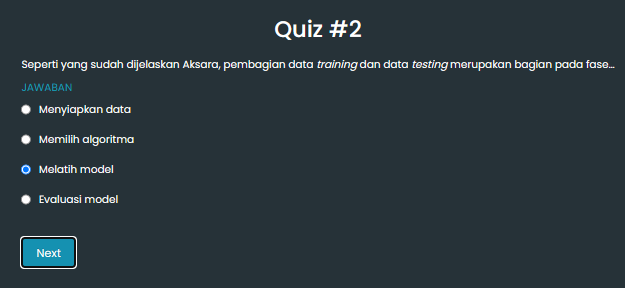 Quiz #2
Seperti yang sudah dijelaskan Aksara, pembagian data training dan data testing merupakan bagian pada fase...
JAWABAN
Menyiapkan data
Memilih algoritma
Melatih model
Evaluasi model
Next